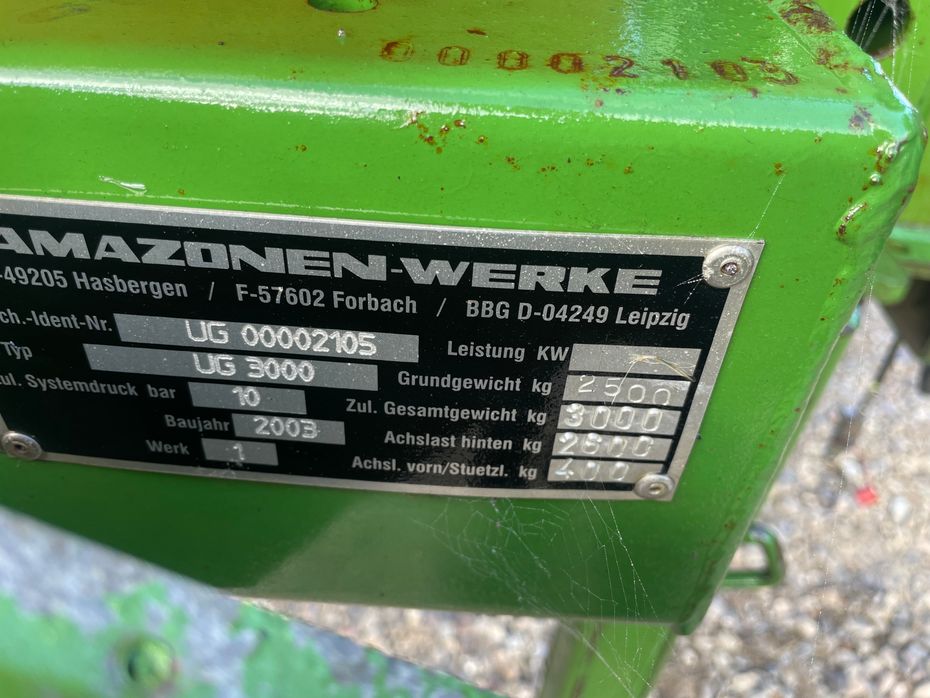 00002105
AMAZONEN-WERKE
-49205 Hasbergen / F-57602 Forbach / BBG D-04249 Leipzig
ch.-Ident-Nr. UG 00002105
Typ UG 3000
zul. Systemdruck bar 10
Baujahr 2003
Werk 1
Leistung KW
Grundgewicht kg 2500
Zul. Gesamtgewicht kg 3000
Achslast hinten kg 2600
Achsl. vorn/Stuetzl. kg 400